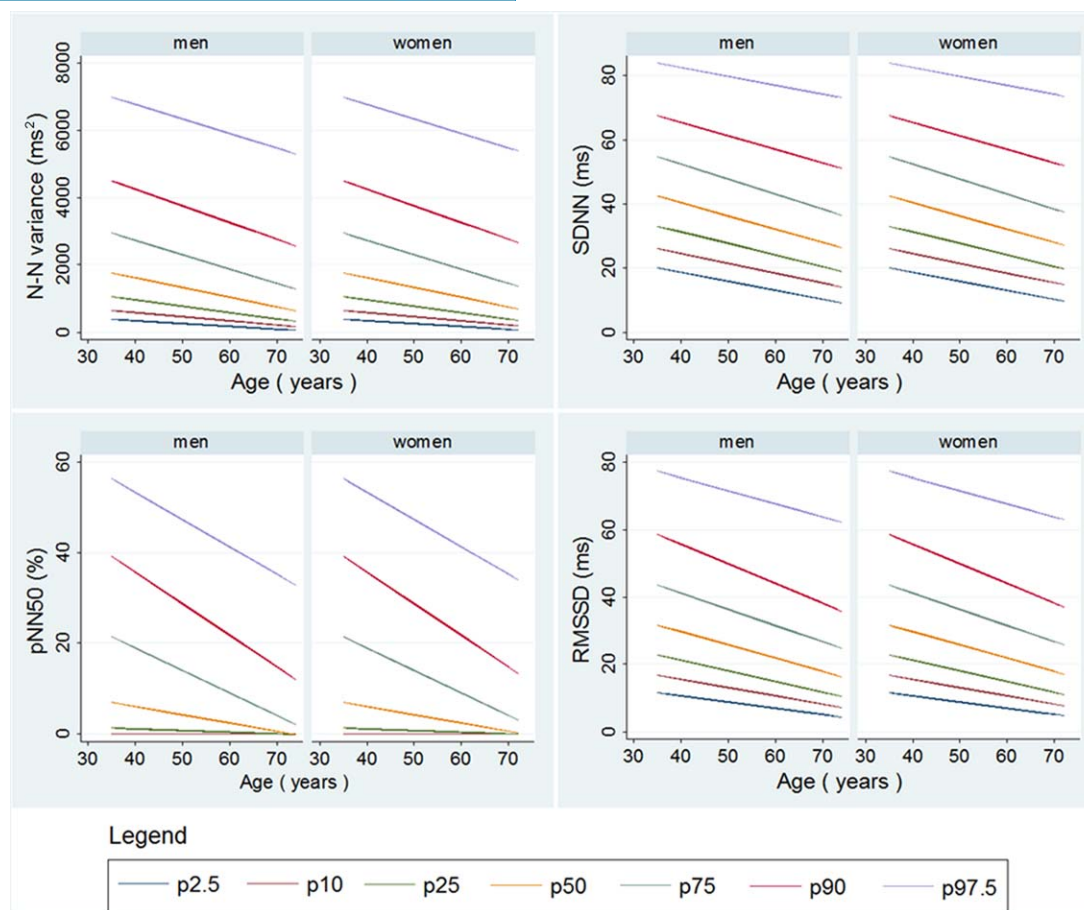 men women
N-N variance (ms²)
8000
6000
4000
2000
0
30 40 50 60 70 30 40 50 60 70
Age ( years )
men women
SDNN (ms)
80
60
40
20
0
30 40 50 60 70 30 40 50 60 70
Age ( years )
men women
pNN50 (%)
60
40
20
0
30 40 50 60 70 30 40 50 60 70
Age ( years )
men women
RMSSD (ms)
80
60
40
20
0
30 40 50 60 70 30 40 50 60 70
Age ( years )
Legend
p2.5 p10 p25 p50 p75 p90 p97.5